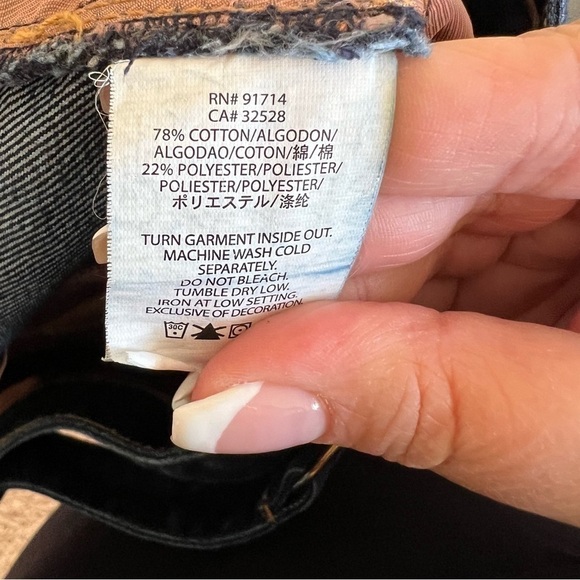 RN# 91714
CA# 32528
78% COTTON/ALGODON/
ALGODAO/COTON/綿/棉
22% POLYESTER/POLIESTER/
POLIESTER/POLYESTER/
ポリエステル/涤纶
TURN GARMENT INSIDE OUT.
MACHINE WASH COLD
SEPARATELY.
DO NOT BLEACH.
TUMBLE DRY LOW.
IRON AT LOW SETTING.
EXCLUSIVE OF DECORATION.
30C